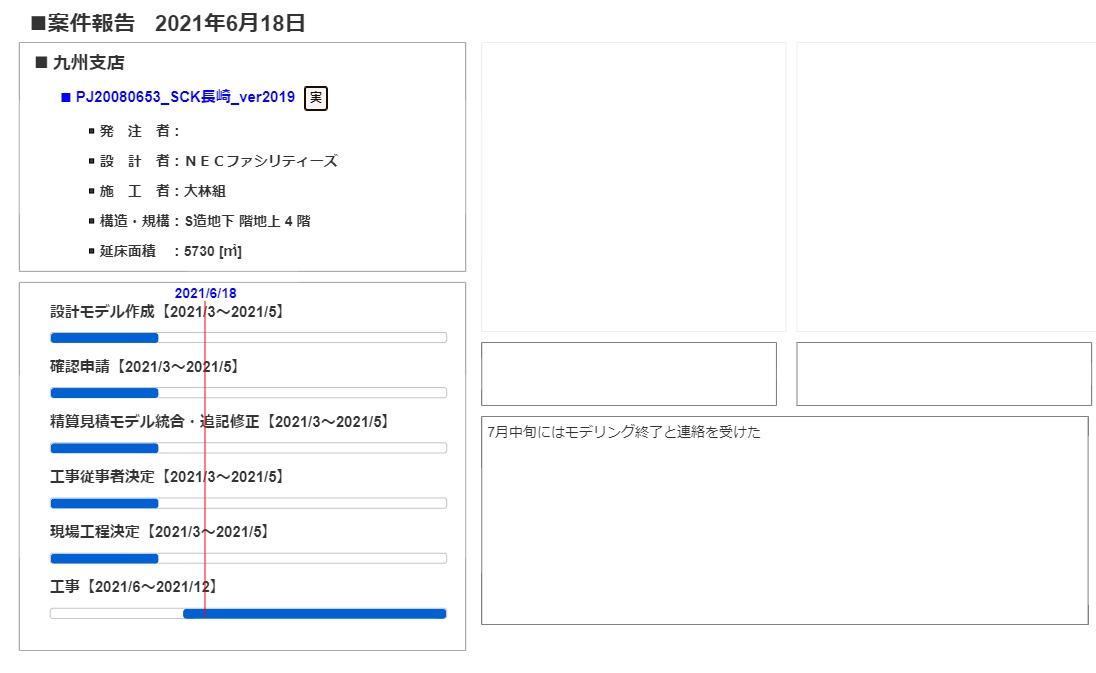 ■案件報告 2021年6月18日
■ 九州支店
■ PJ20080653_SCK長崎_ver2019 実
▪ 発 注 者：
▪ 設 計 者：ＮＥＣファシリティーズ
▪ 施 工 者：大林組
▪ 構造・規構：S造地下 階地上 4 階
▪ 延床面積 ：5730 [㎡]
2021/6/18
設計モデル作成【2021/3～2021/5】
確認申請【2021/3～2021/5】
精算見積モデル統合・追記修正【2021/3～2021/5】
工事従事者決定【2021/3～2021/5】
現場工程決定【2021/3～2021/5】
工事【2021/6～2021/12】
7月中旬にはモデリング終了と連絡を受けた